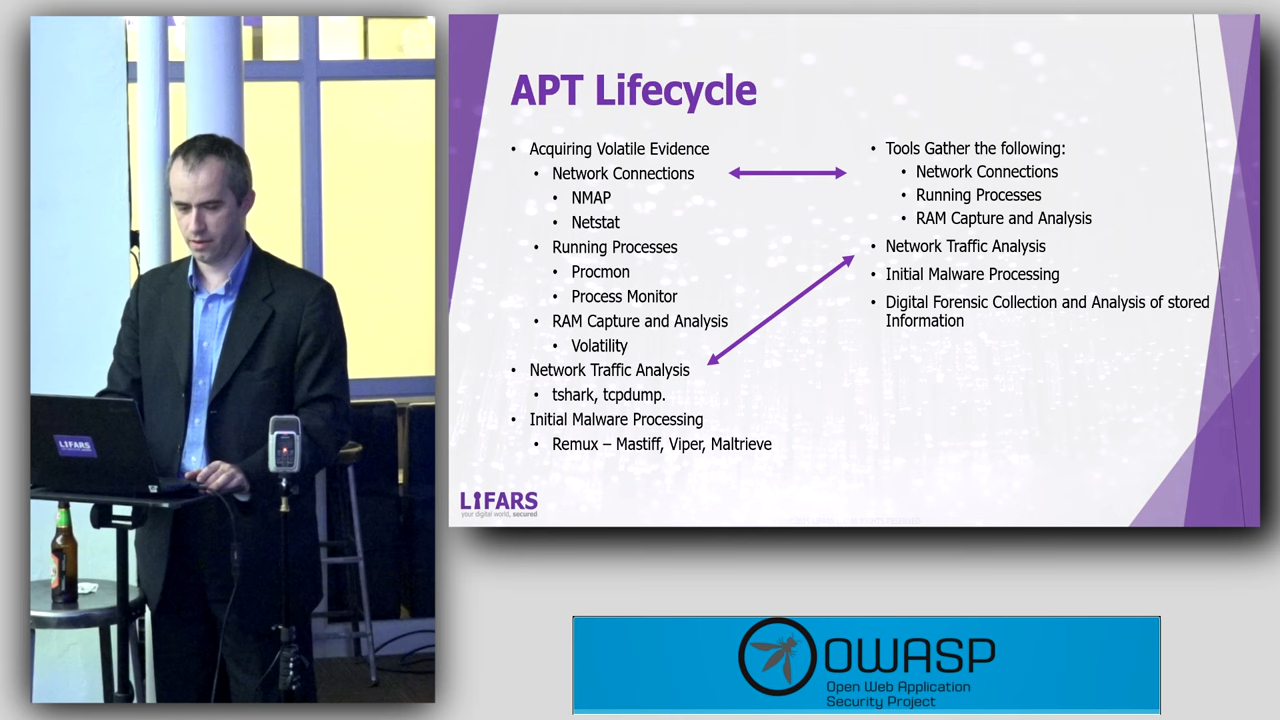 APT Lifecycle
• Acquiring Volatile Evidence
• Network Connections
• NMAP
• Netstat
• Running Processes
• Procmon
• Process Monitor
• RAM Capture and Analysis
• Volatility
• Network Traffic Analysis
• tshark, tcpdump.
• Initial Malware Processing
• Remux – Mastiff, Viper, Maltrieve
• Tools Gather the following:
• Network Connections
• Running Processes
• RAM Capture and Analysis
• Network Traffic Analysis
• Initial Malware Processing
• Digital Forensic Collection and Analysis of stored
Information
LIFARS
your digital world, secured
LIFARS
OWASP
Open Web Application
Security Project